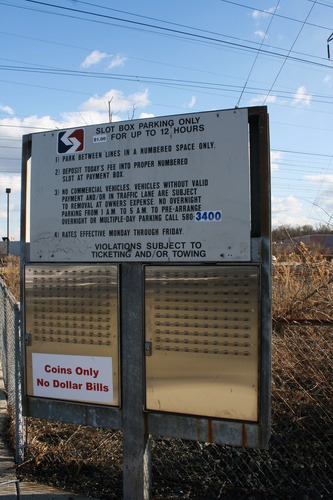 SLOT BOX PARKING ONLY
$1.00 FOR UP TO 12 HOURS
1) PARK BETWEEN LINES IN A NUMBERED SPACE ONLY.
2) DEPOSIT TODAY'S FEE INTO PROPER NUMBERED
SLOT AT PAYMENT BOX.
3) NO COMMERCIAL VEHICLES. VEHICLES WITHOUT VALID
PAYMENT AND/OR IN TRAFFIC LANE ARE SUBJECT
TO REMOVAL AT OWNERS EXPENSE. NO OVERNIGHT
PARKING FROM 1 A.M. TO 5 A.M. TO PRE-ARRANGE
OVERNIGHT OR MULTIPLE-DAY PARKING CALL 580-3400
4) RATES EFFECTIVE MONDAY THROUGH FRIDAY.
VIOLATIONS SUBJECT TO
TICKETING AND/OR TOWING
Coins Only
No Dollar Bills